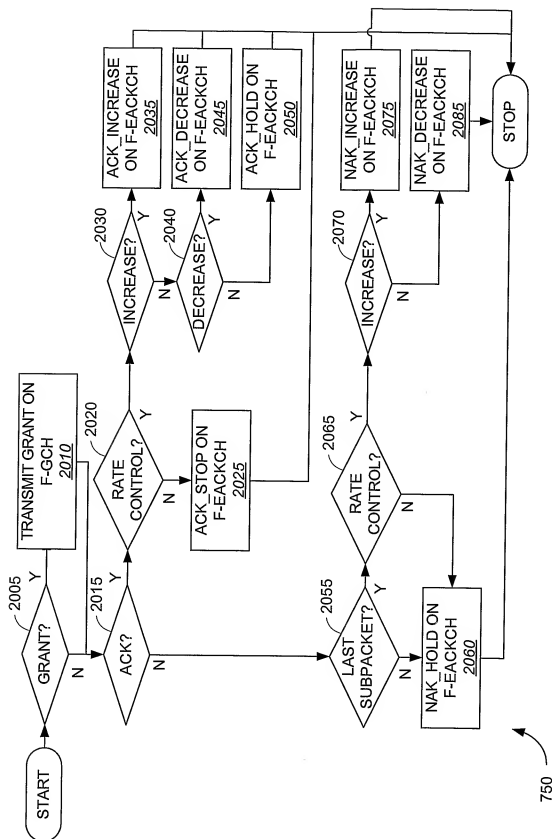 START
2005
GRANT?
Y
N
TRANSMIT GRANT ON
F-GCH
2010
2015
ACK?
Y
N
2020
RATE
CONTROL?
Y
N
ACK_STOP ON
F-EACKCH
2025
2030
INCREASE?
Y
N
ACK_INCREASE
ON F-EACKCH
2035
2040
DECREASE?
Y
N
ACK_DECREASE
ON F-EACKCH
2045
ACK_HOLD ON
F-EACKCH
2050
2055
LAST
SUBPACKET?
Y
N
NAK_HOLD ON
F-EACKCH
2060
2065
RATE
CONTROL?
Y
N
2070
INCREASE?
Y
N
NAK_INCREASE
ON F-EACKCH
2075
NAK_DECREASE
ON F-EACKCH
2085
STOP
750